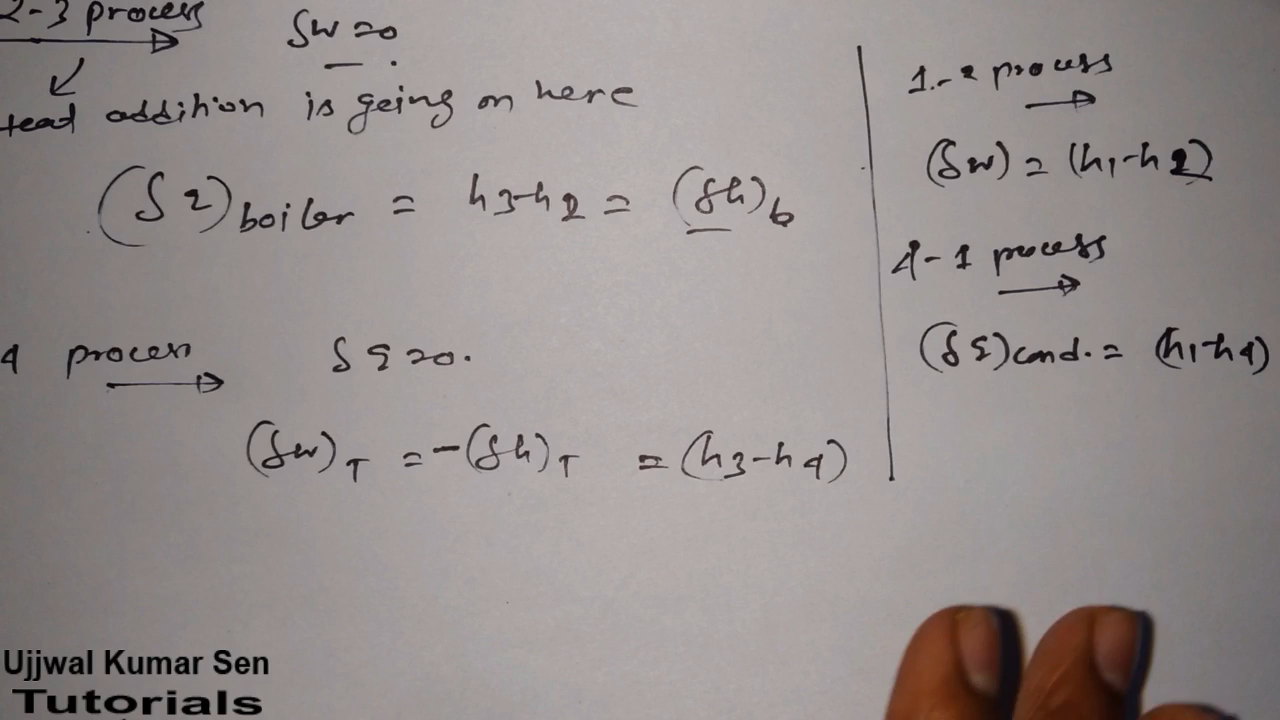 2-3 process δw=0
Heat addition is going on here
(δq)boiler = h3-h2 = (δh)b
4 process δq=0.
(δw)T = -(δh)T = (h3-h4)
1-2 process
(δw) = (h1-h2)
4-1 process
(δq)cond. = (h1-h4)
Ujjwal Kumar Sen
Tutorials